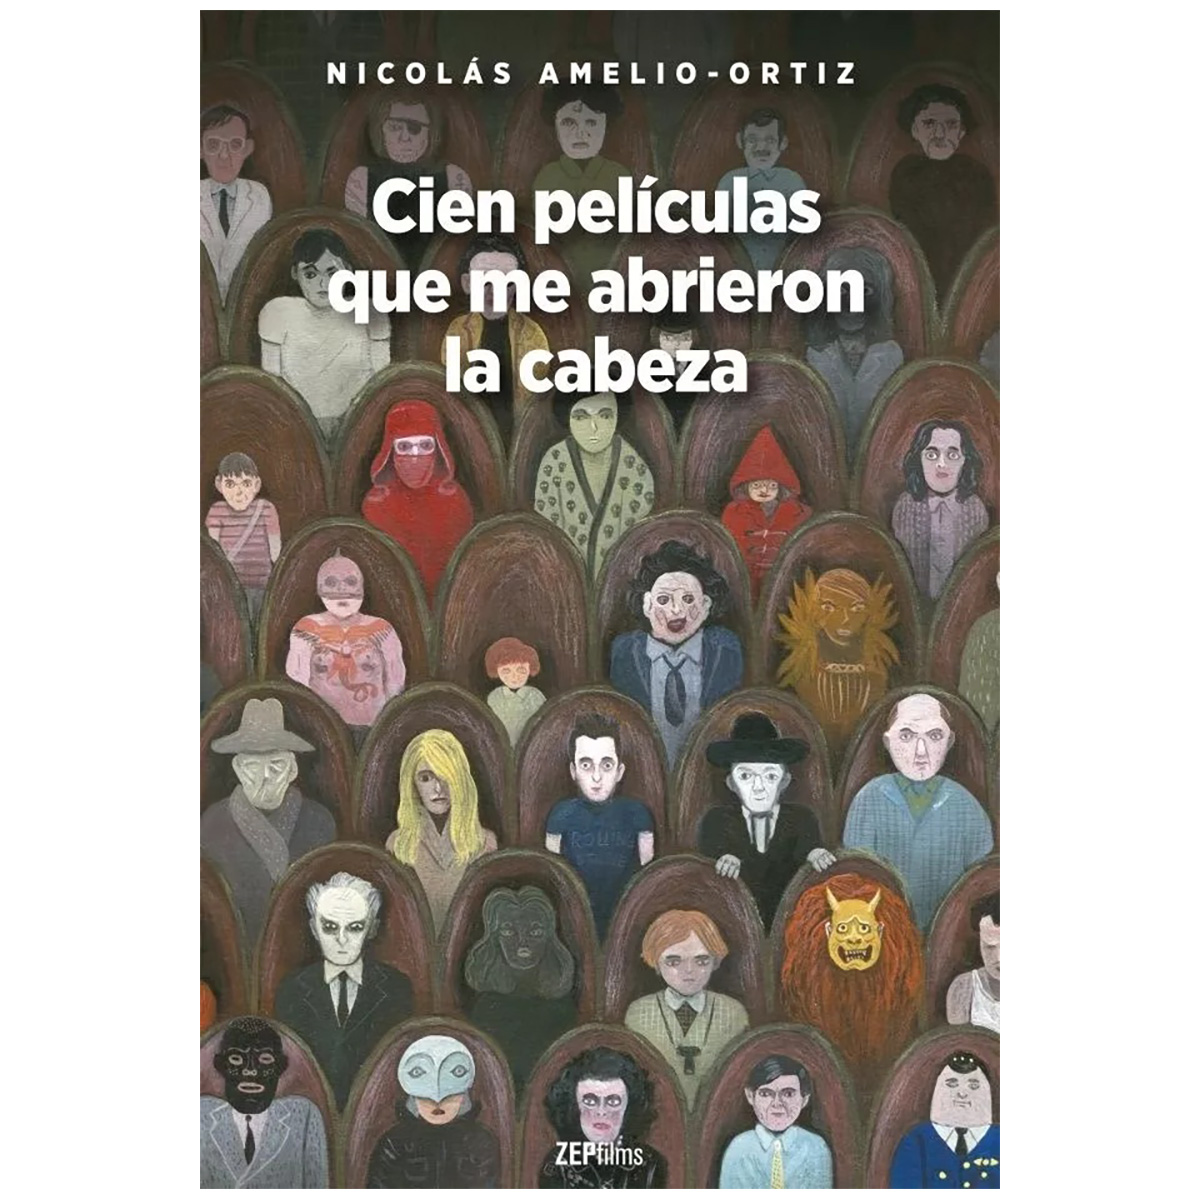 NICOLÁS AMELIO-ORTIZ
Cien películas
que me abrieron
la cabeza
ZEPfilms